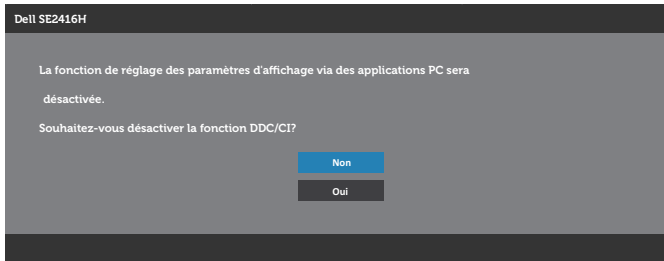 Dell SE2416H
La fonction de réglage des paramètres d'affichage via des applications PC sera
désactivée.
Souhaitez-vous désactiver la fonction DDC/CI?
Non
Oui